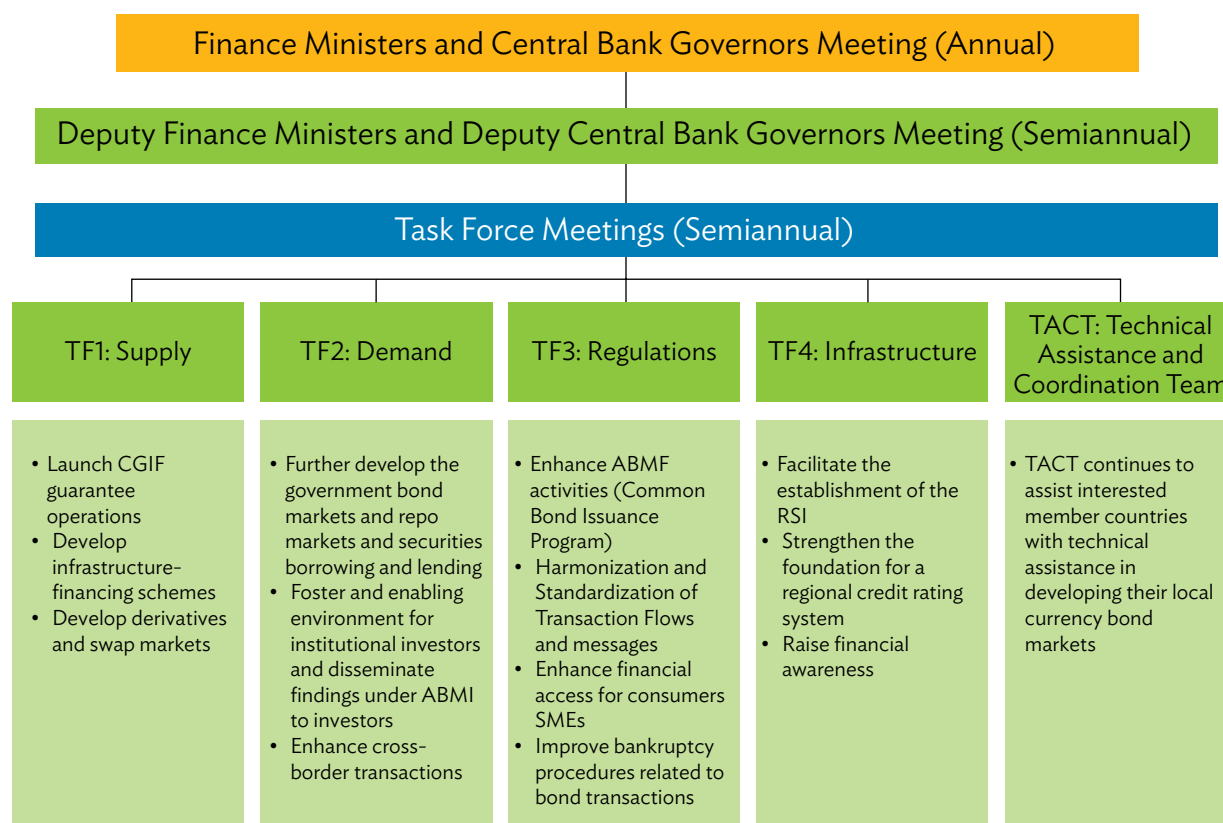 Finance Ministers and Central Bank Governors Meeting (Annual)
Deputy Finance Ministers and Deputy Central Bank Governors Meeting (Semiannual)
Task Force Meetings (Semiannual)
TF1: Supply
TF2: Demand
TF3: Regulations
TF4: Infrastructure
TACT: Technical
Assistance and
Coordination Team
• Launch CGIF
guarantee
operations
• Develop
infrastructure-
financing schemes
• Develop derivatives
and swap markets
• Further develop the
government bond
markets and repo
markets and securities
borrowing and lending
• Foster and enabling
environment for
institutional investors
and disseminate
findings under ABMI
to investors
• Enhance cross-
border transactions
• Enhance ABMF
activities (Common
Bond Issuance
Program)
• Harmonization and
Standardization of
Transaction Flows
and messages
• Enhance financial
access for consumers
SMEs
• Improve bankruptcy
procedures related to
bond transactions
• Facilitate the
establishment of the
RSI
• Strengthen the
foundation for a
regional credit rating
system
• Raise financial
awareness
• TACT continues to
assist interested
member countries
with technical
assistance in
developing their local
currency bond
markets